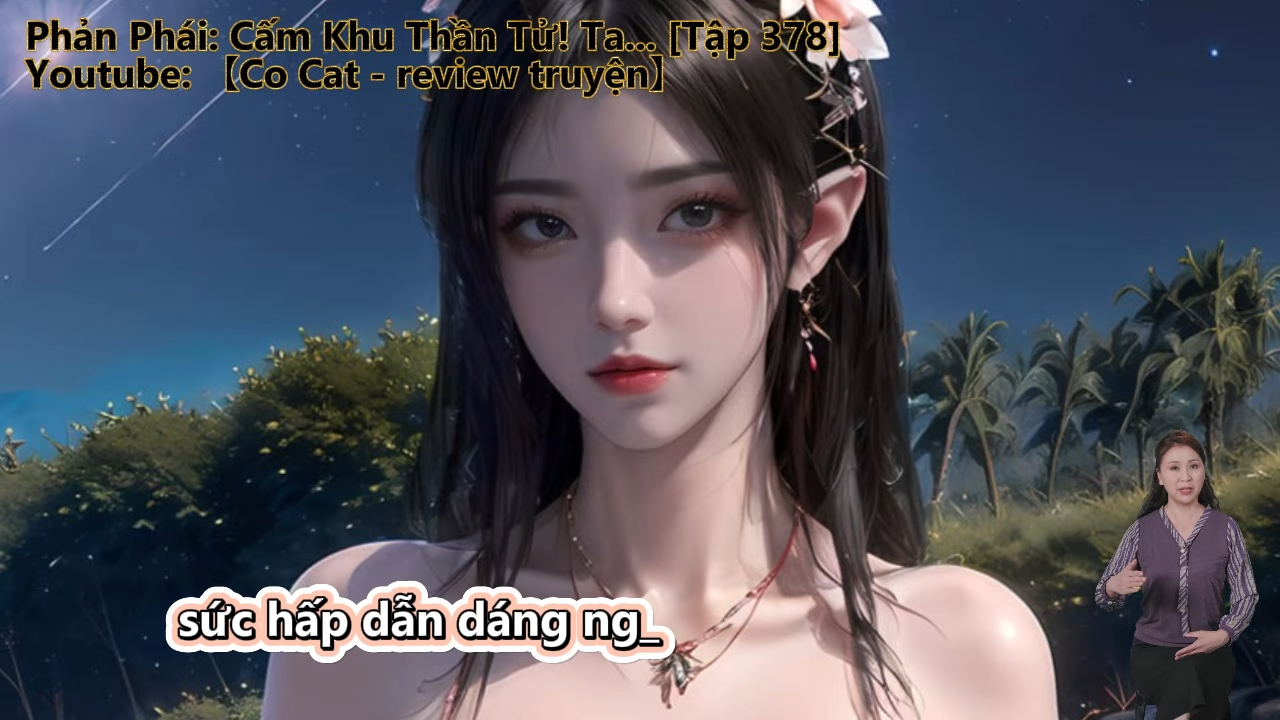 Phản Phái: Cấm Khu Thần Tử! Ta... [Tập 378]
Youtube: 【Co Cat - review truyện】
sức hấp dẫn dáng ng_